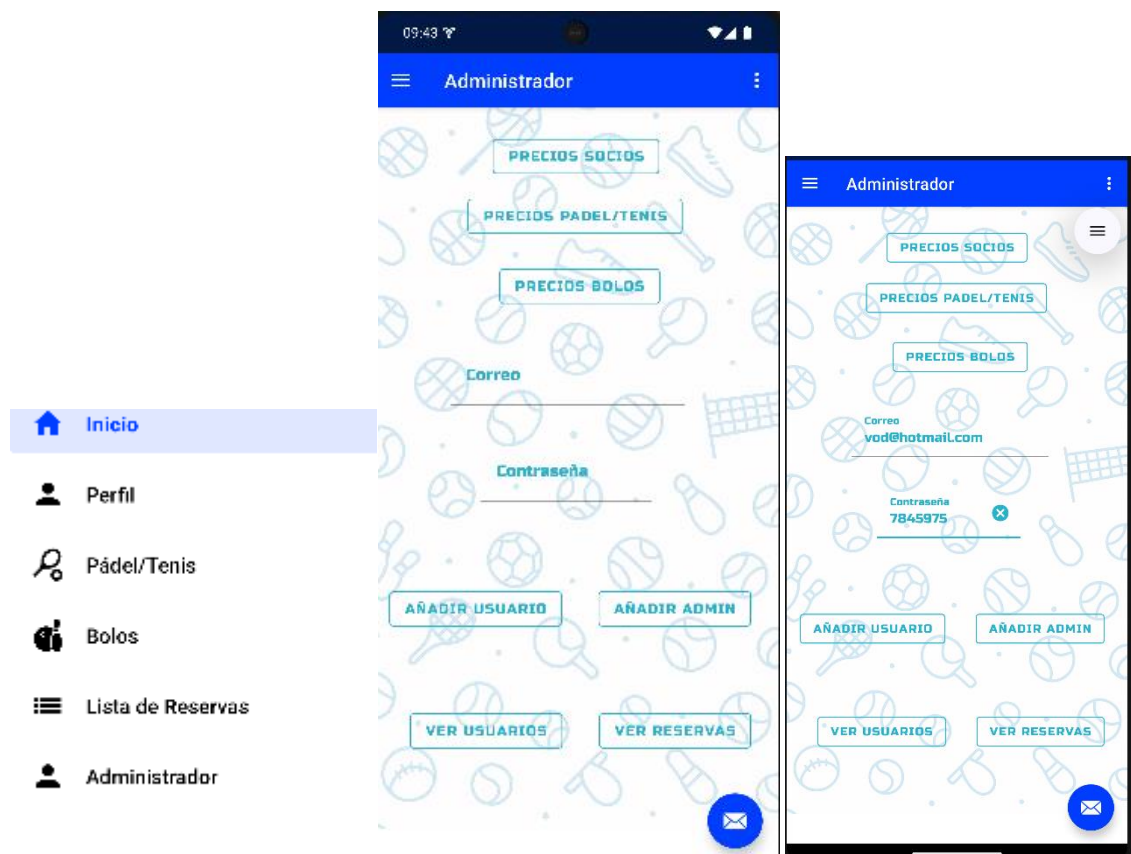 Inicio
Perfil
Pádel/Tenis
Bolos
Lista de Reservas
Administrador
09:43
Administrador
PRECIOS SOCIOS
PRECIOS PADEL/TENIS
PRECIOS BOLOS
Correo
Contraseña
AÑADIR USUARIO
AÑADIR ADMIN
VER USUARIOS
VER RESERVAS
Administrador
PRECIOS SOCIOS
PRECIOS PADEL/TENIS
PRECIOS BOLOS
Correo
vod@hotmail.com
Contraseña
7845975
AÑADIR USUARIO
AÑADIR ADMIN
VER USUARIOS
VER RESERVAS